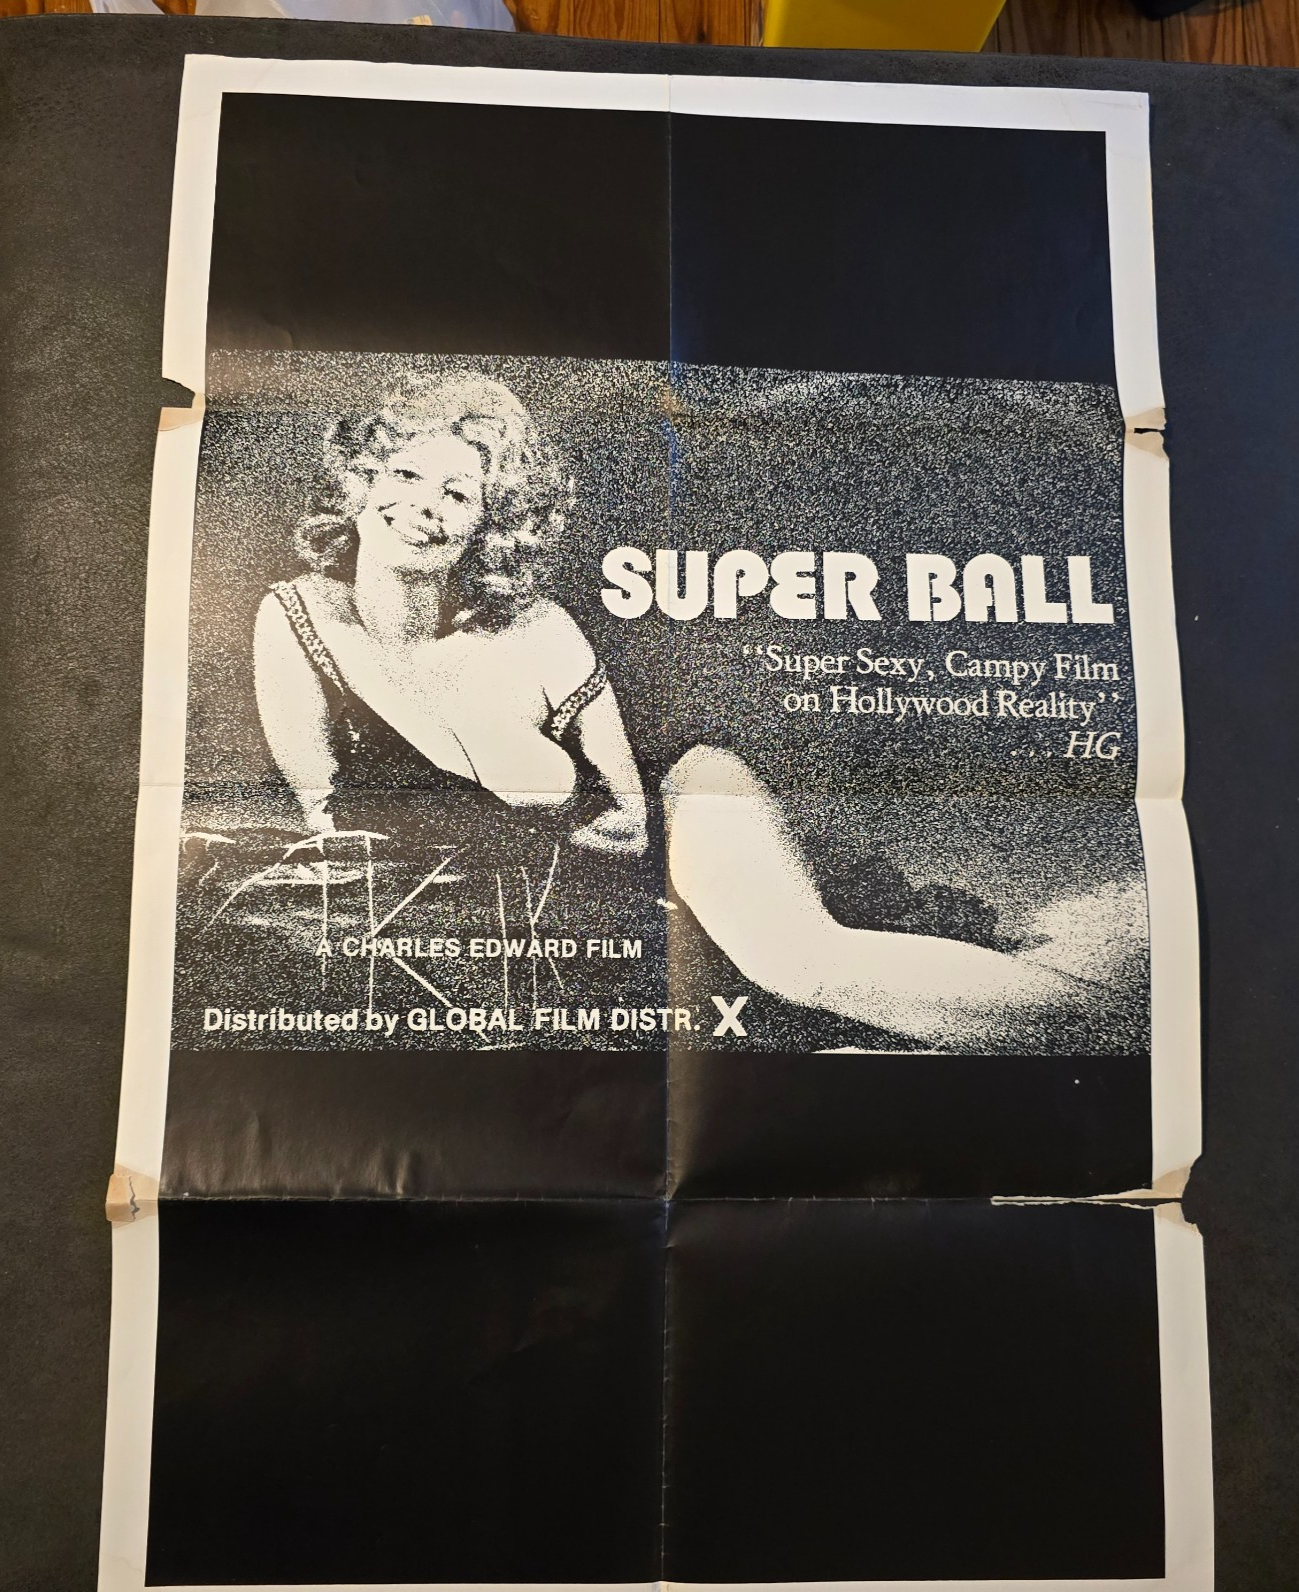 SUPER BALL
“Super Sexy, Campy Film
on Hollywood Reality”
... HG
A CHARLES EDWARD FILM
Distributed by GLOBAL FILM DISTR. X